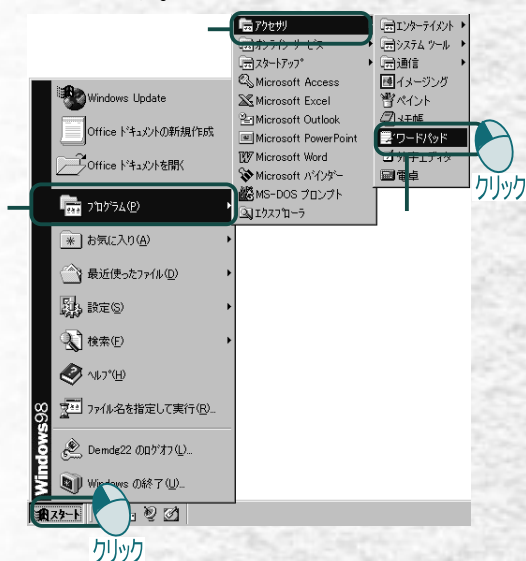 アクセサリ
オンライン サービス
スタートアップ
Microsoft Access
Microsoft Excel
Microsoft Outlook
Microsoft PowerPoint
Microsoft Word
Microsoft バインダー
MS-DOS プロンプト
エクスプローラ
エンターテイメント
システム ツール
通信
イメージング
ペイント
メモ帳
ワードパッド
外字エディタ
電卓
クリック
Windows Update
Office ドキュメントの新規作成
Office ドキュメントを開く
プログラム(P)
お気に入り(A)
最近使ったファイル(D)
設定(S)
検索(F)
ヘルプ(H)
ファイル名を指定して実行(R)...
Demdg22 のログオフ(L)...
Windows の終了(U)...
Windows98
スタート
クリック